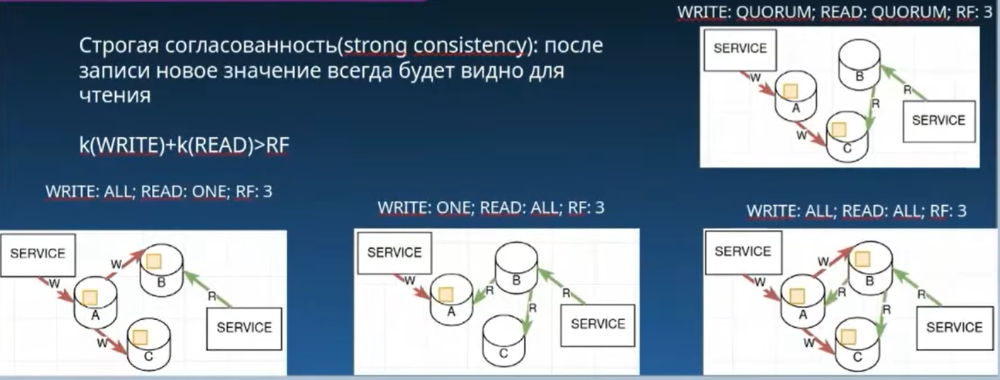 WRITE: QUORUM; READ: QUORUM; RF: 3
Строгая согласованность(strong consistency): после
записи новое значение всегда будет видно для
чтения
k(WRITE)+k(READ)>RF
SERVICE
W
A
W
C
B
R
R
SERVICE
WRITE: ALL; READ: ONE; RF: 3
SERVICE
W
A
W
B
W
C
R
SERVICE
WRITE: ONE; READ: ALL; RF: 3
SERVICE
W
A
R
B
R
C
R
SERVICE
WRITE: ALL; READ: ALL; RF: 3
SERVICE
W
A
W
R
B
W
R
C
R
SERVICE